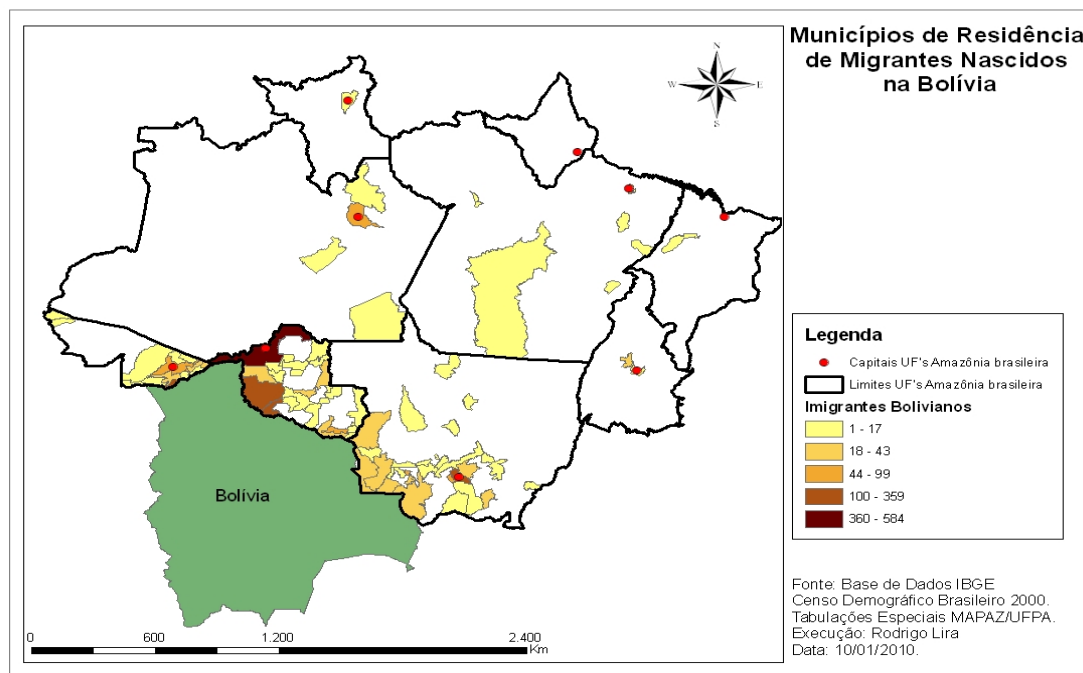 Municípios de Residência
de Migrantes Nascidos
na Bolívia
N
W
E
S
Bolívia
Legenda
Capitais UF's Amazônia brasileira
Limites UF's Amazônia brasileira
Imigrantes Bolivianos
1 - 17
18 - 43
44 - 99
100 - 359
360 - 584
Fonte: Base de Dados IBGE
Censo Demográfico Brasileiro 2000.
Tabulações Especiais MAPAZ/UFPA.
Execução: Rodrigo Lira
Data: 10/01/2010.
0 600 1.200 2.400
Km